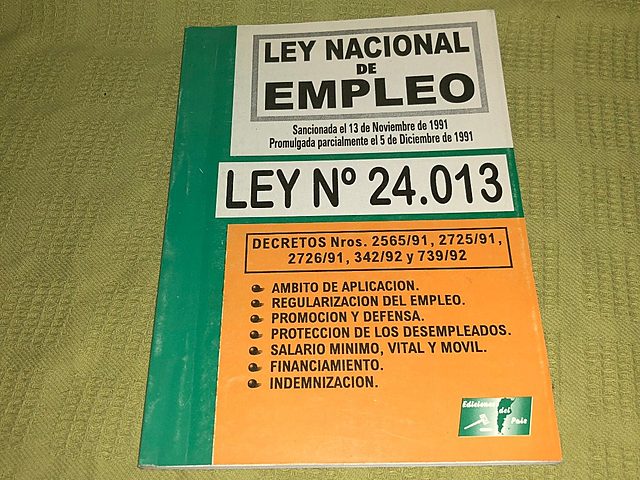 LEY NACIONAL
DE
EMPLEO
Sancionada el 13 de Noviembre de 1991
Promulgada parcialmente el 5 de Diciembre de 1991
LEY Nº 24.013
DECRETOS Nros. 2565/91, 2725/91,
2726/91, 342/92 y 739/92
AMBITO DE APLICACION.
REGULARIZACION DEL EMPLEO.
PROMOCION Y DEFENSA.
PROTECCION DE LOS DESEMPLEADOS.
SALARIO MINIMO, VITAL Y MOVIL.
FINANCIAMIENTO.
INDEMNIZACION.
Ediciones
del
País